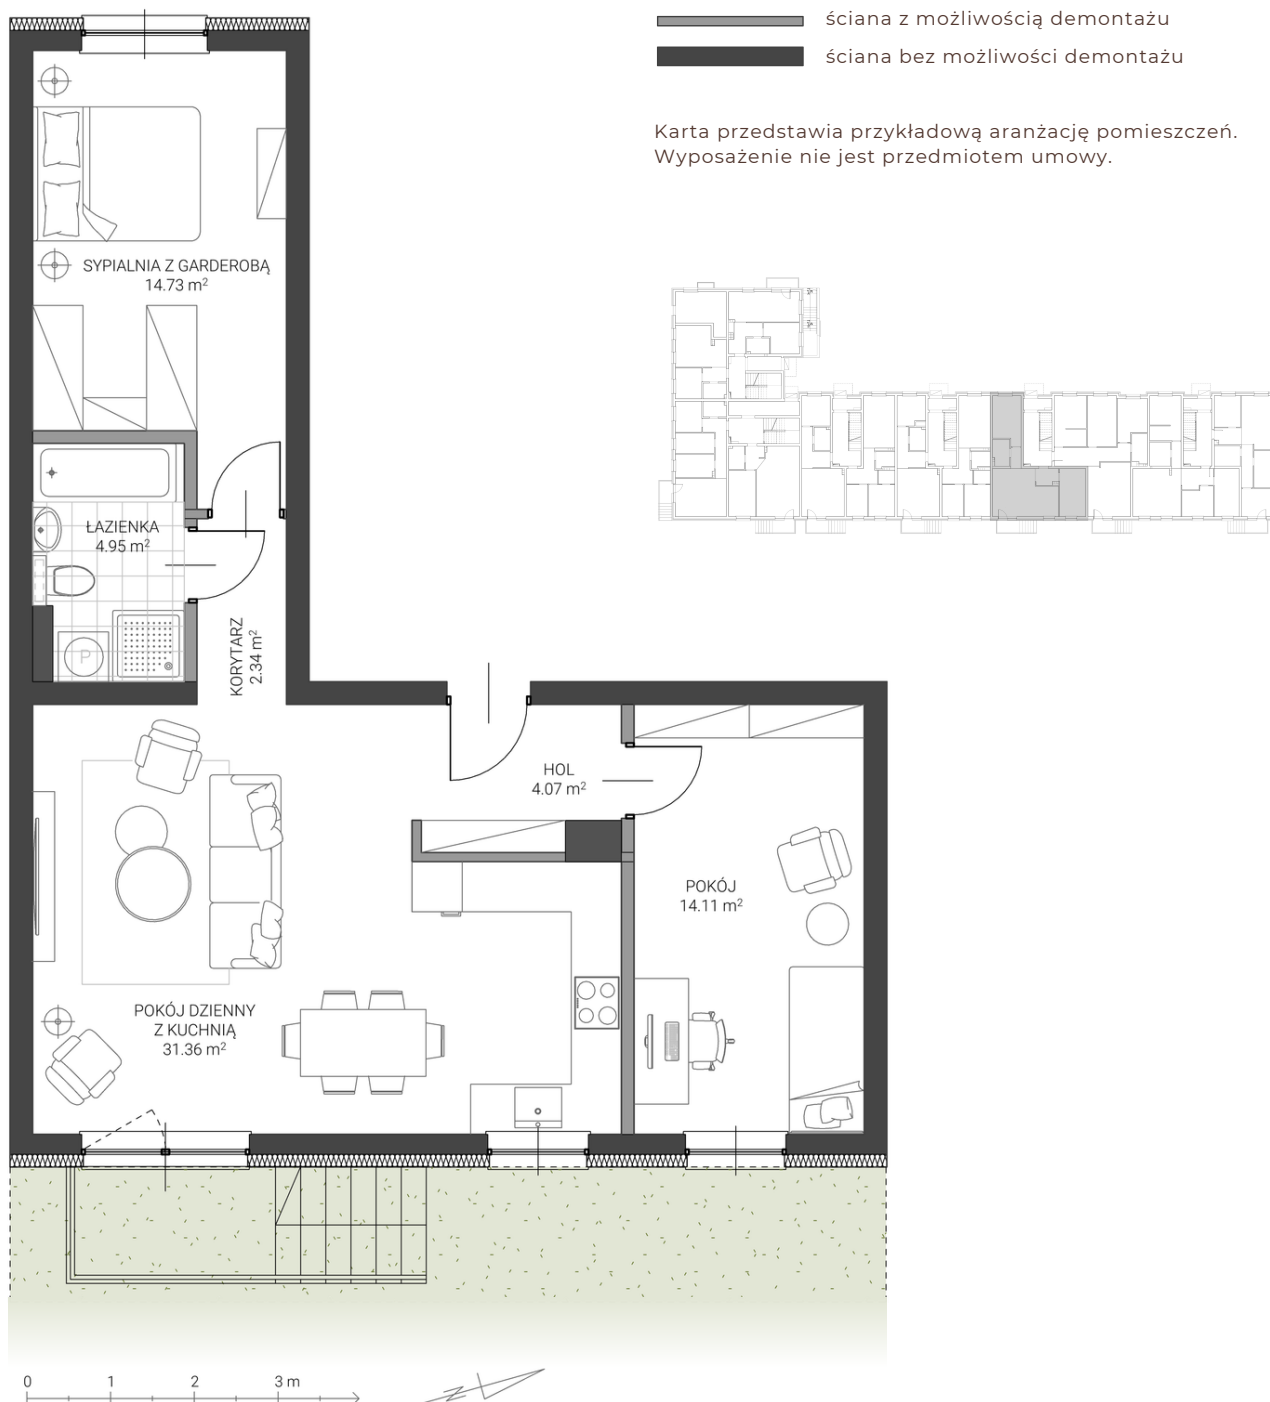 ściana z możliwością demontażu
ściana bez możliwości demontażu
Karta przedstawia przykładową aranżację pomieszczeń.
Wyposażenie nie jest przedmiotem umowy.
SYPIALNIA Z GARDEROBĄ
14.73 m²
ŁAZIENKA
4.95 m²
P
KORYTARZ
2.34 m²
HOL
4.07 m²
POKÓJ
14.11 m²
POKÓJ DZIENNY
Z KUCHNIĄ
31.36 m²
0 1 2 3 m
N